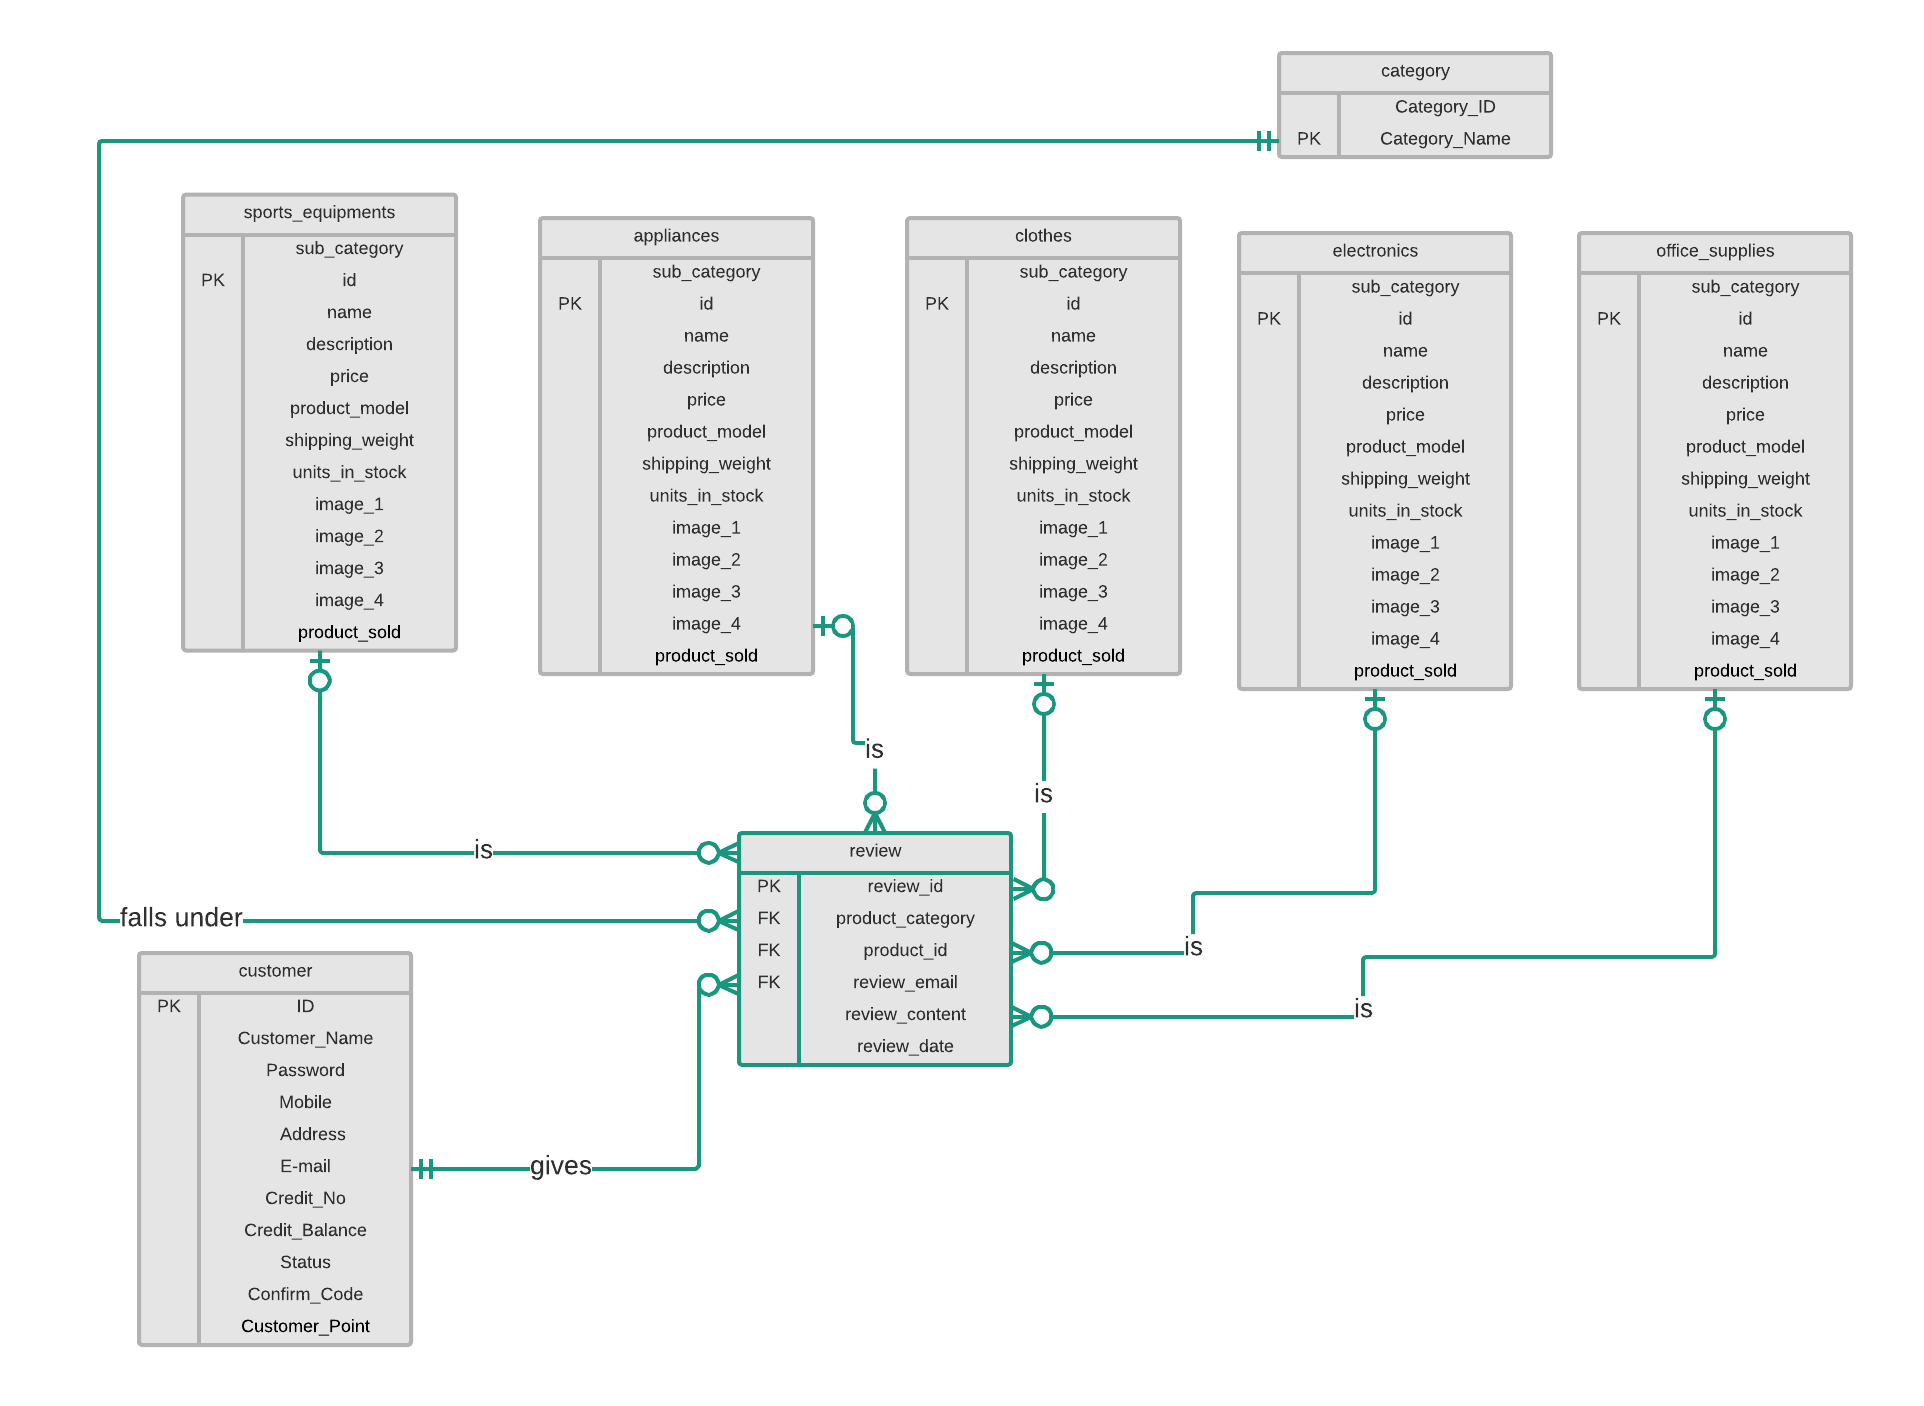 category
Category_ID
PK Category_Name
sports_equipments
sub_category
PK id
name
description
price
product_model
shipping_weight
units_in_stock
image_1
image_2
image_3
image_4
product_sold
appliances
sub_category
PK id
name
description
price
product_model
shipping_weight
units_in_stock
image_1
image_2
image_3
image_4
product_sold
clothes
sub_category
PK id
name
description
price
product_model
shipping_weight
units_in_stock
image_1
image_2
image_3
image_4
product_sold
electronics
sub_category
PK id
name
description
price
product_model
shipping_weight
units_in_stock
image_1
image_2
image_3
image_4
product_sold
office_supplies
sub_category
PK id
name
description
price
product_model
shipping_weight
units_in_stock
image_1
image_2
image_3
image_4
product_sold
is
is
is
is
is
falls under
gives
review
PK review_id
FK product_category
FK product_id
FK review_email
review_content
review_date
customer
PK ID
Customer_Name
Password
Mobile
Address
E-mail
Credit_No
Credit_Balance
Status
Confirm_Code
Customer_Point